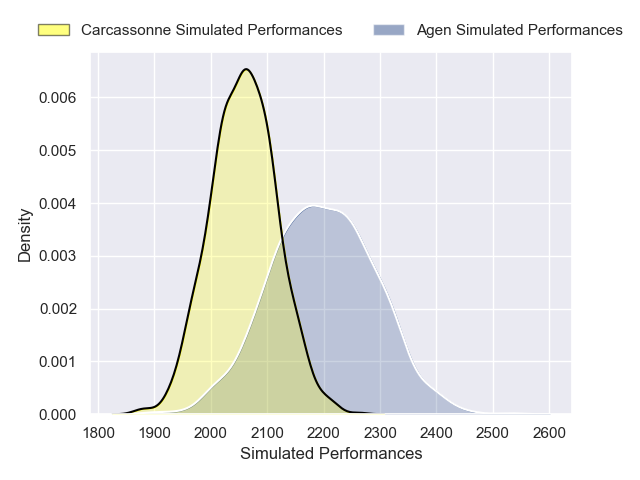 Carcassonne Simulated Performances Agen Simulated Performances
0.006
0.005
0.004
0.003
0.002
0.001
0.000
Density
1800 1900 2000 2100 2200 2300 2400 2500 2600
Simulated Performances